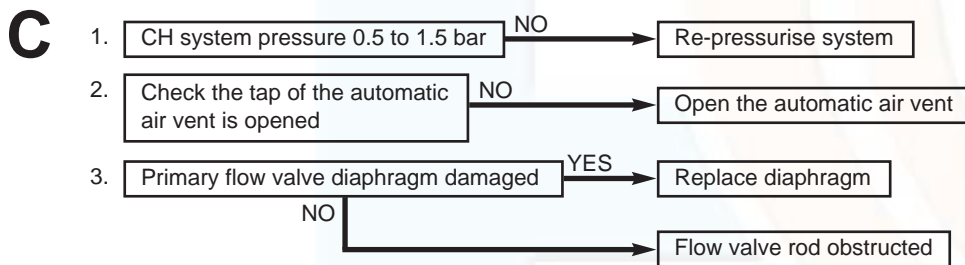 C
1. CH system pressure 0.5 to 1.5 bar NO Re-pressurise system
2. Check the tap of the automatic
air vent is opened
NO Open the automatic air vent
3. Primary flow valve diaphragm damaged YES Replace diaphragm
NO Flow valve rod obstructed